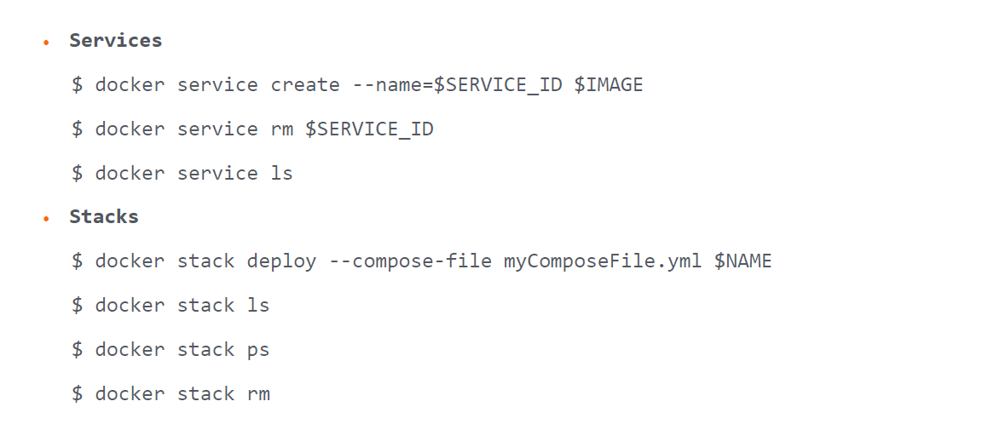 • Services
$ docker service create --name=$SERVICE_ID $IMAGE
$ docker service rm $SERVICE_ID
$ docker service ls
• Stacks
$ docker stack deploy --compose-file myComposeFile.yml $NAME
$ docker stack ls
$ docker stack ps
$ docker stack rm